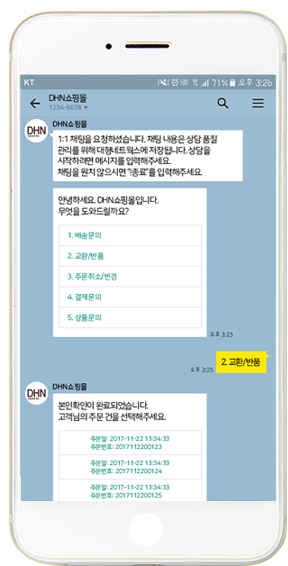 KT 71% 오후 3:26
DHN쇼핑몰
1234-5678
DHN
DHN쇼핑몰
1:1 채팅을 요청하셨습니다. 채팅 내용은 상담 품질
관리를 위해 대형네트웍스에 저장됩니다. 상담을
시작하려면 메시지를 입력해주세요.
채팅을 원치 않으시면 "종료"를 입력해주세요.
안녕하세요. DHN쇼핑몰입니다.
무엇을 도와드릴까요?
1. 배송문의
2. 교환/반품
3. 주문취소/변경
4. 결제문의
5. 상품문의
오후 3:25
2. 교환/반품
오후 3:25
DHN
DHN쇼핑몰
본인확인이 완료되었습니다.
고객님의 주문 건을 선택해주세요.
주문일: 2017-11-22 13:34:33
주문번호: 2017112200123
주문일: 2017-11-22 13:34:33
주문번호: 2017112200124
주문일: 2017-11-22 13:34:33
주문번호: 2017112200125